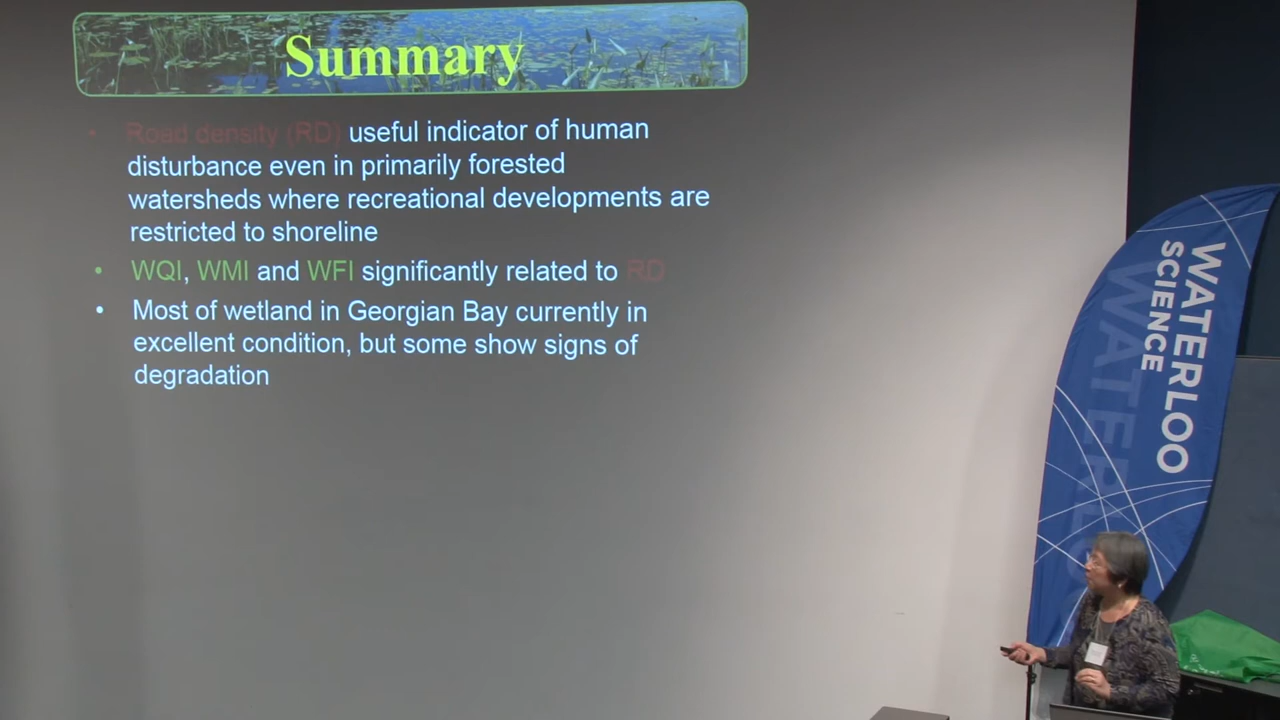 Summary
• Road density (RD) useful indicator of human
disturbance even in primarily forested
watersheds where recreational developments are
restricted to shoreline
• WQI, WMI and WFI significantly related to RD
• Most of wetland in Georgian Bay currently in
excellent condition, but some show signs of
degradation
WATERLOO
SCIENCE
WATERLOO